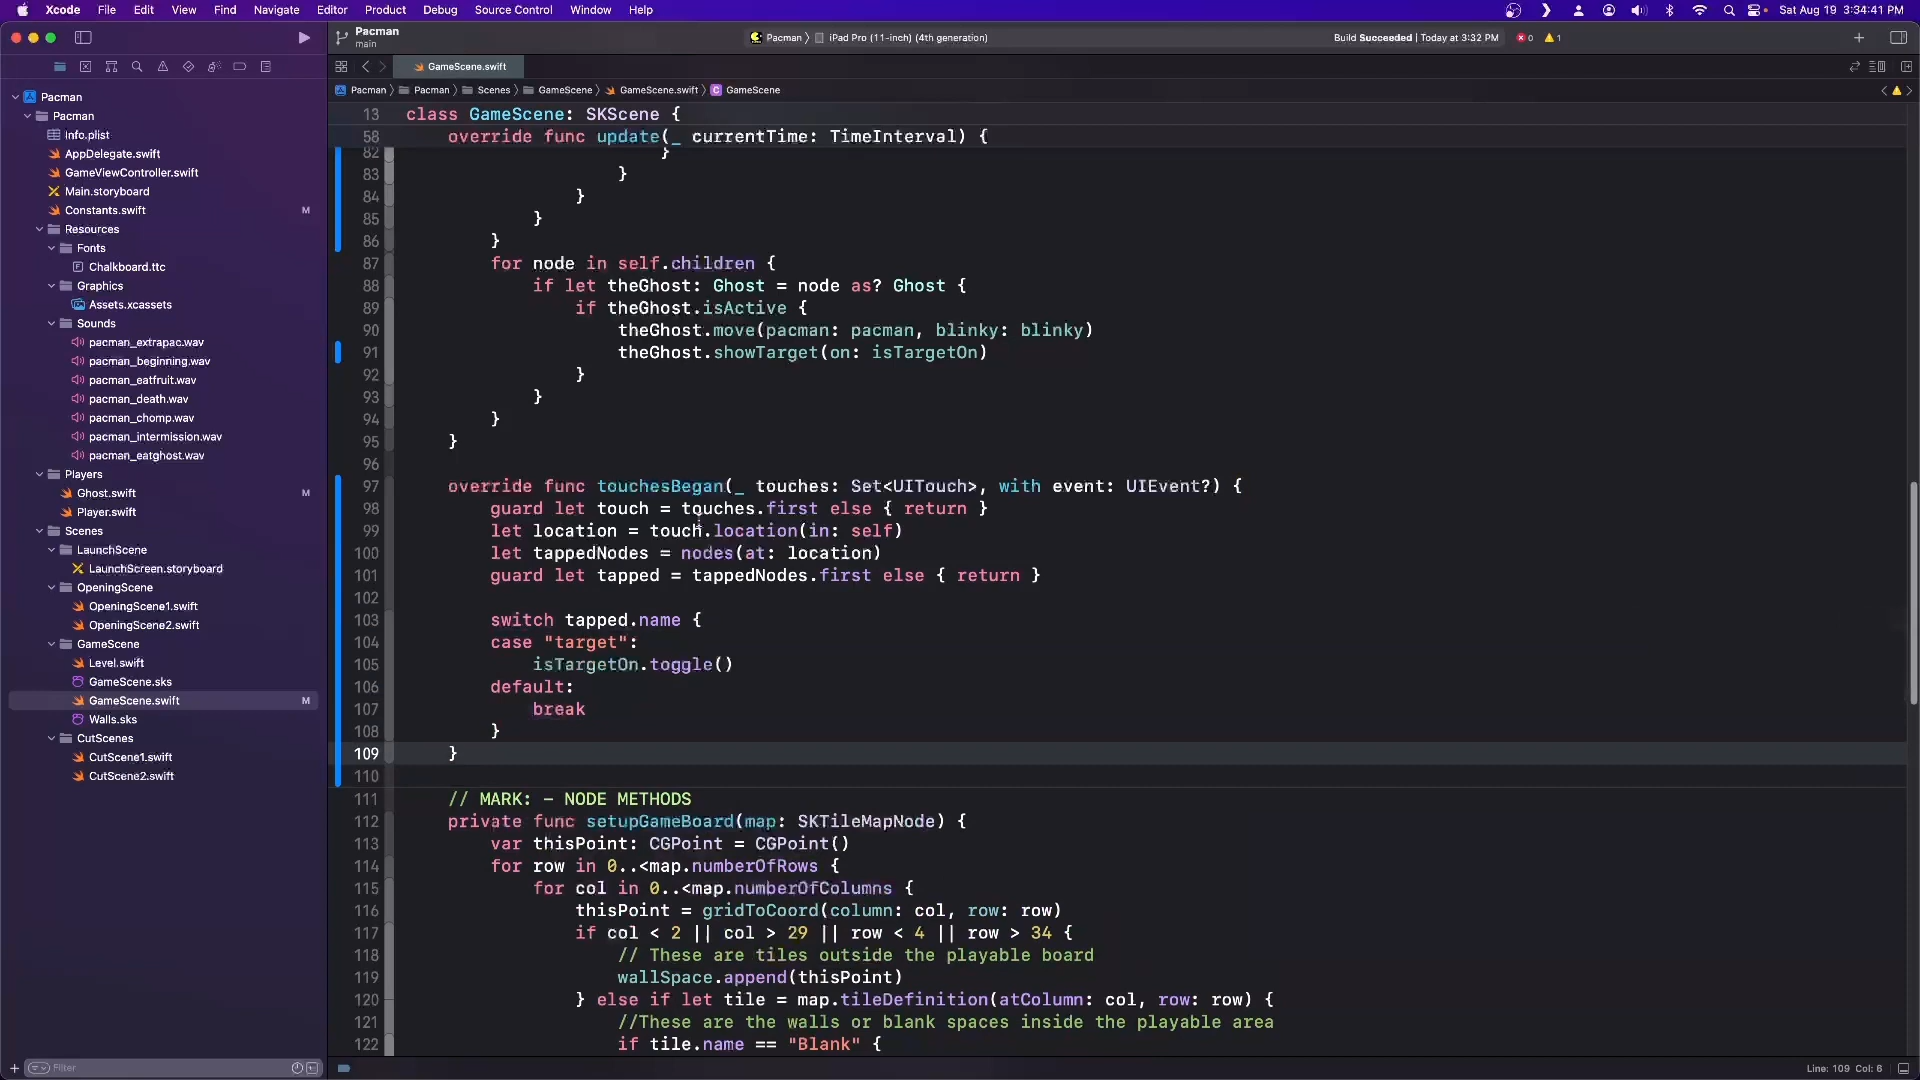 Xcode File Edit View Find Navigate Editor Product Debug Source Control Window Help
Sat Aug 19 3:34:41 PM
Pacman
main
Pacman iPad Pro (11-inch) (4th generation)
Build Succeeded | Today at 3:32 PM 0 1
GameScene.swift
Pacman Pacman Scenes GameScene GameScene.swift C GameScene
Pacman
Pacman
Info.plist
AppDelegate.swift
GameViewController.swift
Main.storyboard
Constants.swift M
Resources
Fonts
Chalkboard.ttc
Graphics
Assets.xcassets
Sounds
pacman_extrapac.wav
pacman_beginning.wav
pacman_eatfruit.wav
pacman_death.wav
pacman_chomp.wav
pacman_intermission.wav
pacman_eatghost.wav
Players
Ghost.swift M
Player.swift
Scenes
LaunchScene
LaunchScreen.storyboard
OpeningScene
OpeningScene1.swift
OpeningScene2.swift
GameScene
Level.swift
GameScene.sks
GameScene.swift M
Walls.sks
CutScenes
CutScene1.swift
CutScene2.swift
Filter
13 class GameScene: SKScene {
58 override func update(_ currentTime: TimeInterval) {
82 }
83 }
84 }
85 }
86 }
87 for node in self.children {
88 if let theGhost: Ghost = node as? Ghost {
89 if theGhost.isActive {
90 theGhost.move(pacman: pacman, blinky: blinky)
91 theGhost.showTarget(on: isTargetOn)
92 }
93 }
94 }
95 }
96
97 override func touchesBegan(_ touches: Set<UITouch>, with event: UIEvent?) {
98 guard let touch = touches.first else { return }
99 let location = touch.location(in: self)
100 let tappedNodes = nodes(at: location)
101 guard let tapped = tappedNodes.first else { return }
102
103 switch tapped.name {
104 case "target":
105 isTargetOn.toggle()
106 default:
107 break
108 }
109 }
110
111 // MARK: - NODE METHODS
112 private func setupGameBoard(map: SKTileMapNode) {
113 var thisPoint: CGPoint = CGPoint()
114 for row in 0..<map.numberOfRows {
115 for col in 0..<map.numberOfColumns {
116 thisPoint = gridToCoord(column: col, row: row)
117 if col < 2 || col > 29 || row < 4 || row > 34 {
118 // These are tiles outside the playable board
119 wallSpace.append(thisPoint)
120 } else if let tile = map.tileDefinition(atColumn: col, row: row) {
121 //These are the walls or blank spaces inside the playable area
122 if tile.name == "Blank" {
Line: 109 Col: 6